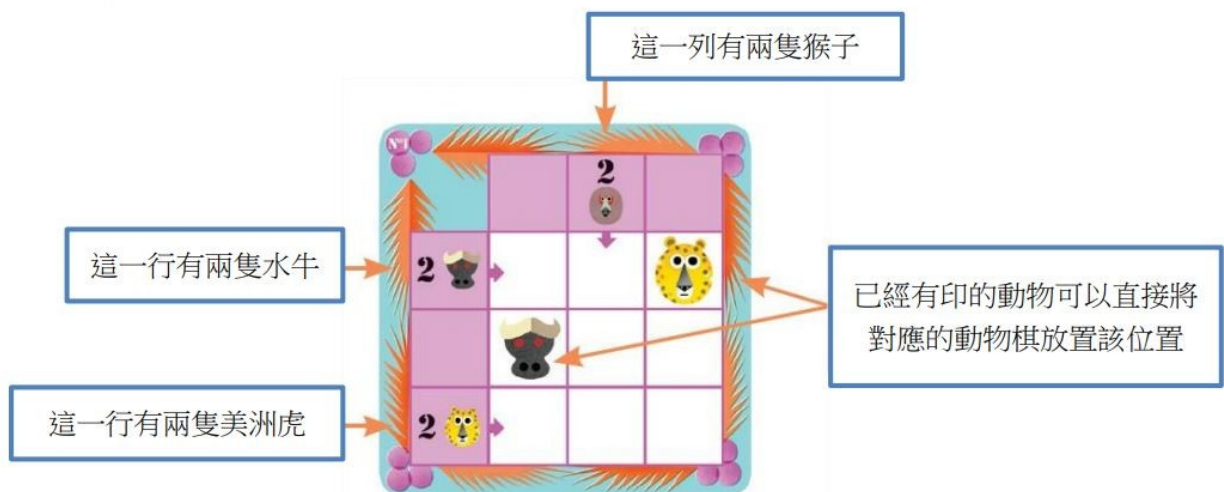 這一列有兩隻猴子
Nº1
2
這一行有兩隻水牛
2
已經有印的動物可以直接將
對應的動物棋放置該位置
這一行有兩隻美洲虎
2